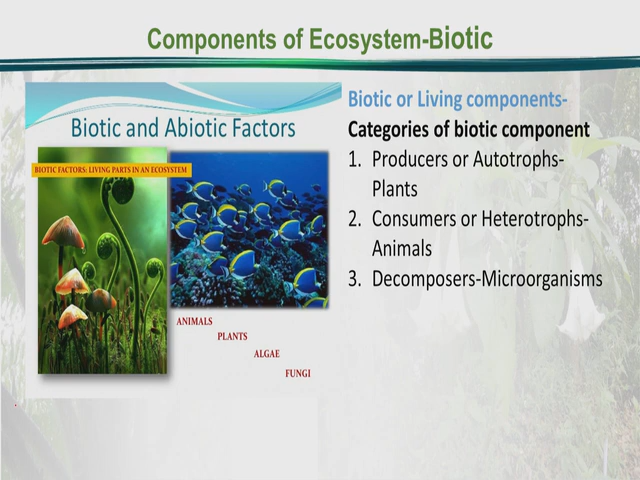 Components of Ecosystem-Biotic
Biotic and Abiotic Factors
BIOTIC FACTORS: LIVING PARTS IN AN ECOSYSTEM
ANIMALS
PLANTS
ALGAE
FUNGI
Biotic or Living components-
Categories of biotic component
1. Producers or Autotrophs-
Plants
2. Consumers or Heterotrophs-
Animals
3. Decomposers-Microorganisms